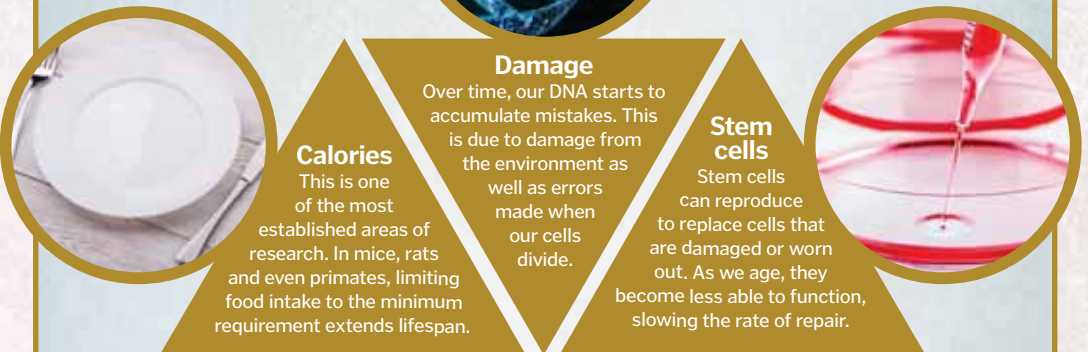 Calories
This is one
of the most
established areas of
research. In mice, rats
and even primates, limiting
food intake to the minimum
requirement extends lifespan.
Damage
Over time, our DNA starts to
accumulate mistakes. This
is due to damage from
the environment as
well as errors
made when
our cells
divide.
Stem
cells
Stem cells
can reproduce
to replace cells that
are damaged or worn
out. As we age, they
become less able to function,
slowing the rate of repair.